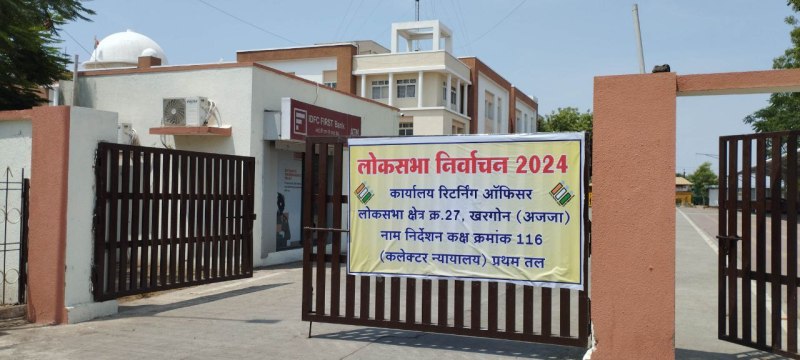 IDFC FIRST Bank
ATM
लोकसभा निर्वाचन 2024
कार्यालय रिटर्निंग ऑफिसर
लोकसभा क्षेत्र क्र.27, खरगोन (अजजा)
नाम निर्देशन कक्ष क्रमांक 116
(कलेक्टर न्यायालय) प्रथम तल